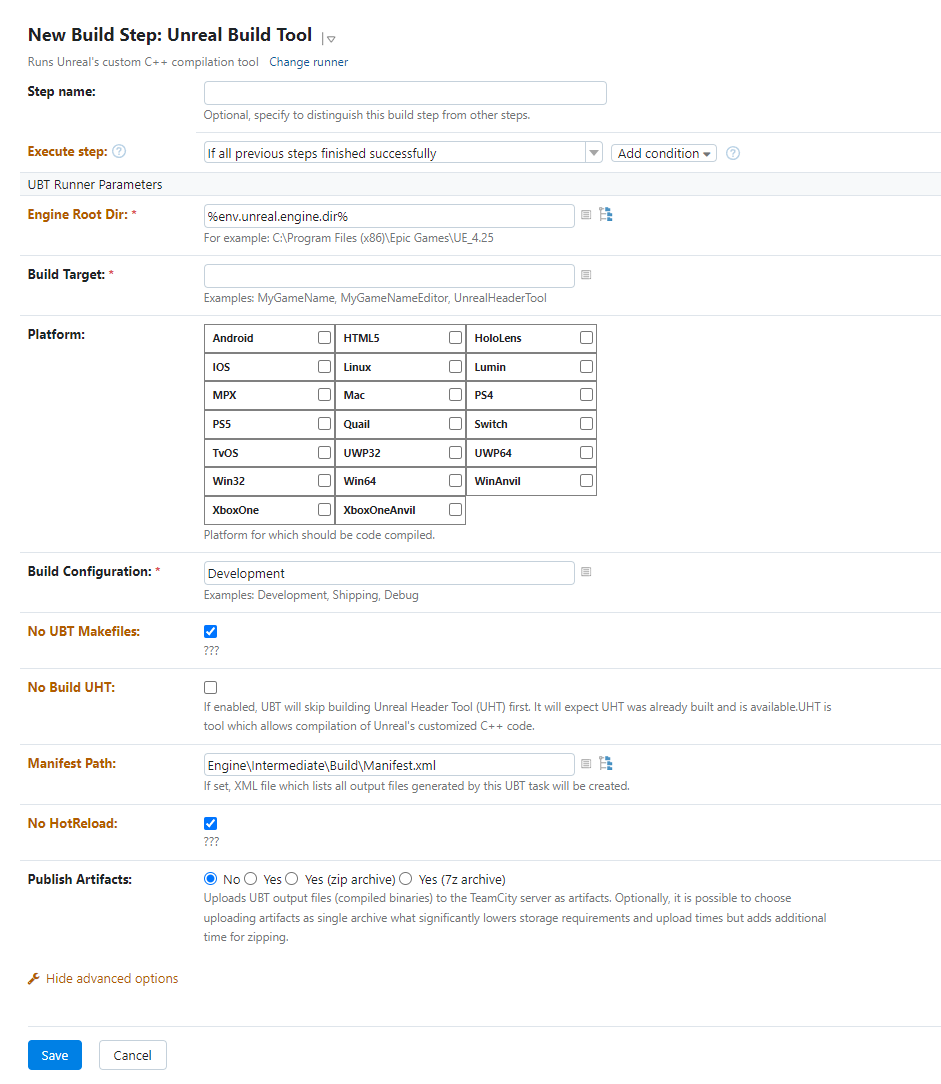 New Build Step: Unreal Build Tool
Runs Unreal's custom C++ compilation tool Change runner
Step name:
Optional, specify to distinguish this build step from other steps.
Execute step: ? If all previous steps finished successfully Add condition ?
UBT Runner Parameters
Engine Root Dir: * %env.unreal.engine.dir%
For example: C:\Program Files (x86)\Epic Games\UE_4.25
Build Target: *
Examples: MyGameName, MyGameNameEditor, UnrealHeaderTool
Platform:
Android HTML5 HoloLens
IOS Linux Lumin
MPX Mac PS4
PS5 Quail Switch
TvOS UWP32 UWP64
Win32 Win64 WinAnvil
XboxOne XboxOneAnvil
Platform for which should be code compiled.
Build Configuration: * Development
Examples: Development, Shipping, Debug
No UBT Makefiles:
???
No Build UHT:
If enabled, UBT will skip building Unreal Header Tool (UHT) first. It will expect UHT was already built and is available.UHT is
tool which allows compilation of Unreal's customized C++ code.
Manifest Path: Engine\Intermediate\Build\Manifest.xml
If set, XML file which lists all output files generated by this UBT task will be created.
No HotReload:
???
Publish Artifacts: No Yes Yes (zip archive) Yes (7z archive)
Uploads UBT output files (compiled binaries) to the TeamCity server as artifacts. Optionally, it is possible to choose
uploading artifacts as single archive what significantly lowers storage requirements and upload times but adds additional
time for zipping.
Hide advanced options
Save Cancel